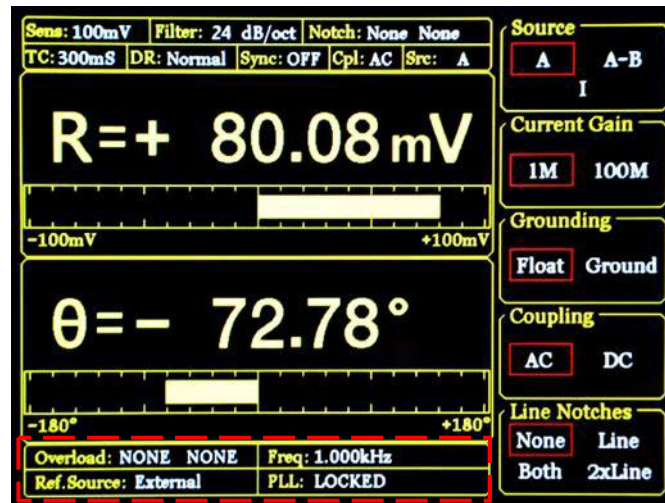 Sens: 100mV Filter: 24 dB/oct Notch: None None
TC: 300mS DR: Normal Sync: OFF Cpl: AC Src: A
R=+ 80.08 mV
-100mV +100mV
θ=- 72.78°
-180° +180°
Overload: NONE NONE Freq: 1.000kHz
Ref.Source: External PLL: LOCKED
Source
A A-B
I
Current Gain
1M 100M
Grounding
Float Ground
Coupling
AC DC
Line Notches
None Line
Both 2xLine